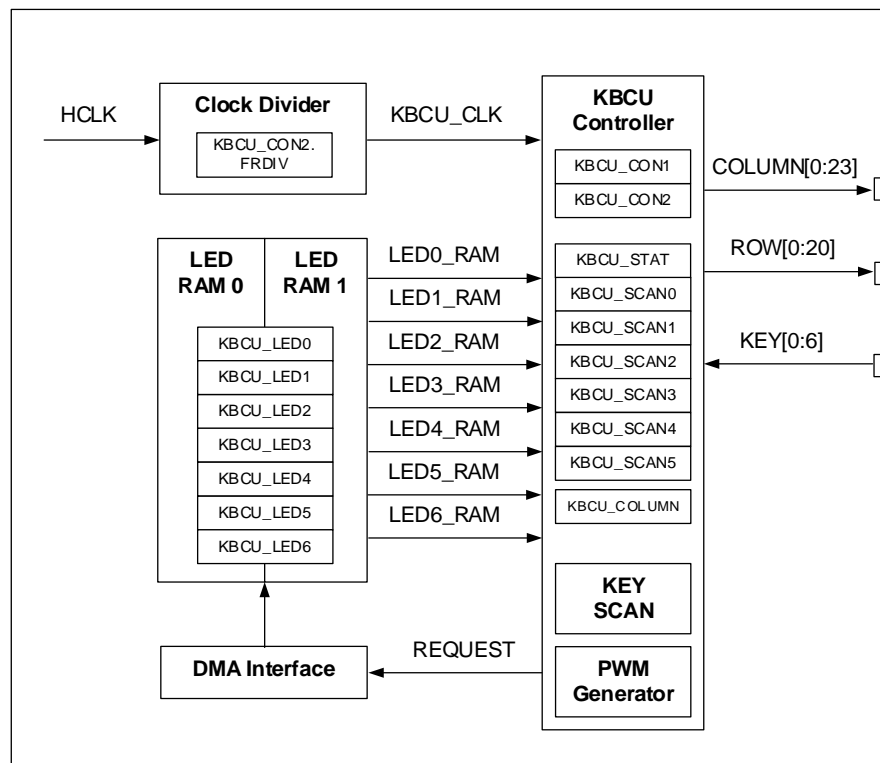 HCLK
Clock Divider
KBCU_CON2.
FRDIV
KBCU_CLK
KBCU
Controller
KBCU_CON1
KBCU_CON2
COLUMN[0:23]
LED
RAM 0
LED
RAM 1
KBCU_LED0
KBCU_LED1
KBCU_LED2
KBCU_LED3
KBCU_LED4
KBCU_LED5
KBCU_LED6
LED0_RAM
LED1_RAM
LED2_RAM
LED3_RAM
LED4_RAM
LED5_RAM
LED6_RAM
KBCU_STAT
KBCU_SCAN0
KBCU_SCAN1
KBCU_SCAN2
KBCU_SCAN3
KBCU_SCAN4
KBCU_SCAN5
KBCU_COLUMN
ROW[0:20]
KEY[0:6]
KEY
SCAN
DMA Interface
REQUEST
PWM
Generator